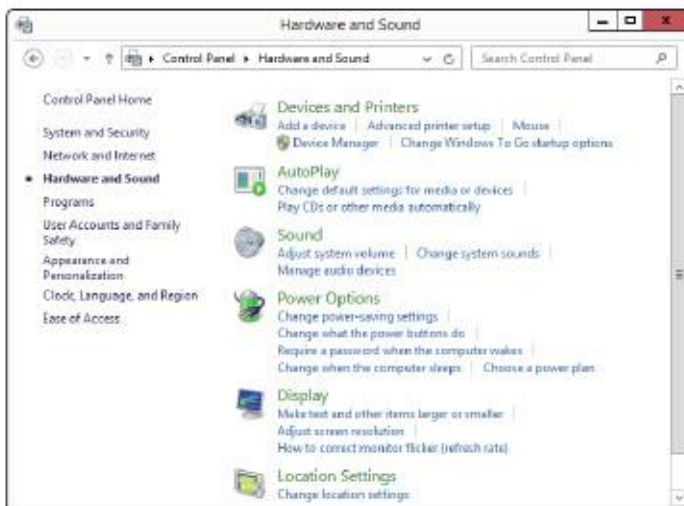 Hardware and Sound
Control Panel Hardware and Sound
Search Control Panel
Control Panel Home
System and Security
Network and Internet
Hardware and Sound
Programs
User Accounts and Family
Safety
Appearance and
Personalization
Clock, Language, and Region
Ease of Access
Devices and Printers
Add a device | Advanced printer setup | Mouse |
Device Manager | Change Windows To Go startup options
AutoPlay
Change default settings for media or devices |
Play CDs or other media automatically
Sound
Adjust system volume | Change system sounds |
Manage audio devices
Power Options
Change power-saving settings |
Change what the power buttons do |
Require a password when the computer wakes |
Change when the computer sleeps | Choose a power plan
Display
Make text and other items larger or smaller |
Adjust screen resolution |
How to correct monitor flicker (refresh rate)
Location Settings
Change location settings